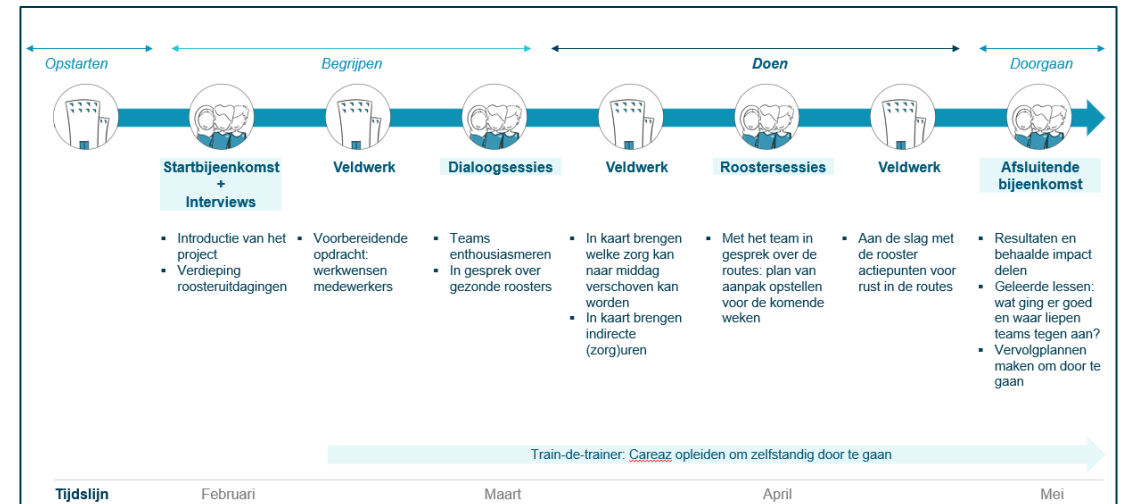 Opstarten
Begrijpen
Doen
Doorgaan
Startbijeenkomst
+
Interviews
Veldwerk
Dialoogsessies
Veldwerk
Roostersessies
Veldwerk
Afsluitende
bijeenkomst
▪ Introductie van het
project
▪ Verdieping
roosteruitdagingen
▪ Voorbereidende
opdracht:
werkwensen
medewerkers
▪ Teams
enthousiasmeren
▪ In gesprek over
gezonde roosters
▪ In kaart brengen
welke zorg kan
naar middag
verschoven kan
worden
▪ In kaart brengen
indirecte
(zorg)uren
▪ Met het team in
gesprek over de
routes: plan van
aanpak opstellen
voor de komende
weken
▪ Aan de slag met
de rooster
actiepunten voor
rust in de routes
▪ Resultaten en
behaalde impact
delen
▪ Geleerde lessen:
wat ging er goed
en waar liepen
teams tegen aan?
▪ Vervolgplannen
maken om door te
gaan
Train-de-trainer: Careaz opleiden om zelfstandig door te gaan
Tijdslijn
Februari
Maart
April
Mei